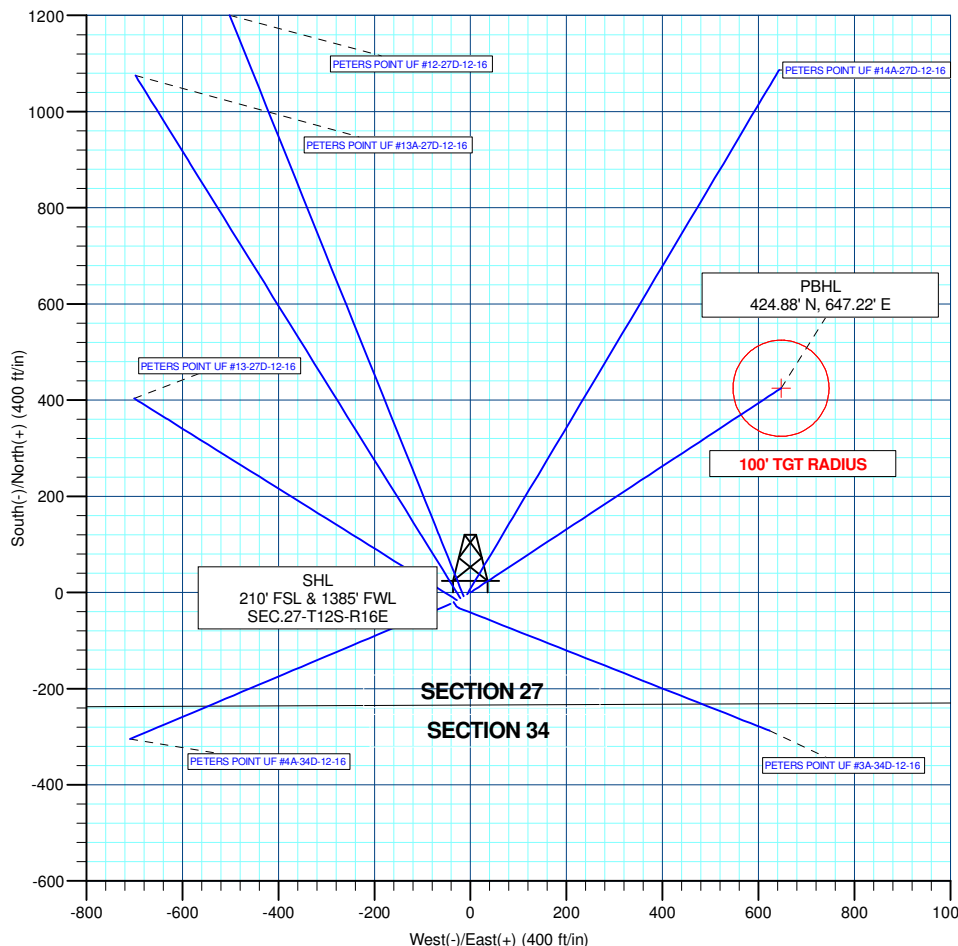 1200
1000
800
600
400
200
0
-200
-400
-600
South(-)/North(+) (400 ft/in)
PETERS POINT UF #12-27D-12-16
PETERS POINT UF #14A-27D-12-16
PETERS POINT UF #13A-27D-12-16
PBHL
424.88' N, 647.22' E
PETERS POINT UF #13-27D-12-16
100' TGT RADIUS
SHL
210' FSL & 1385' FWL
SEC.27-T12S-R16E
SECTION 27
SECTION 34
PETERS POINT UF #4A-34D-12-16
PETERS POINT UF #3A-34D-12-16
-800
-600
-400
-200
0
200
400
600
800
100
West(-)/East(+) (400 ft/in)